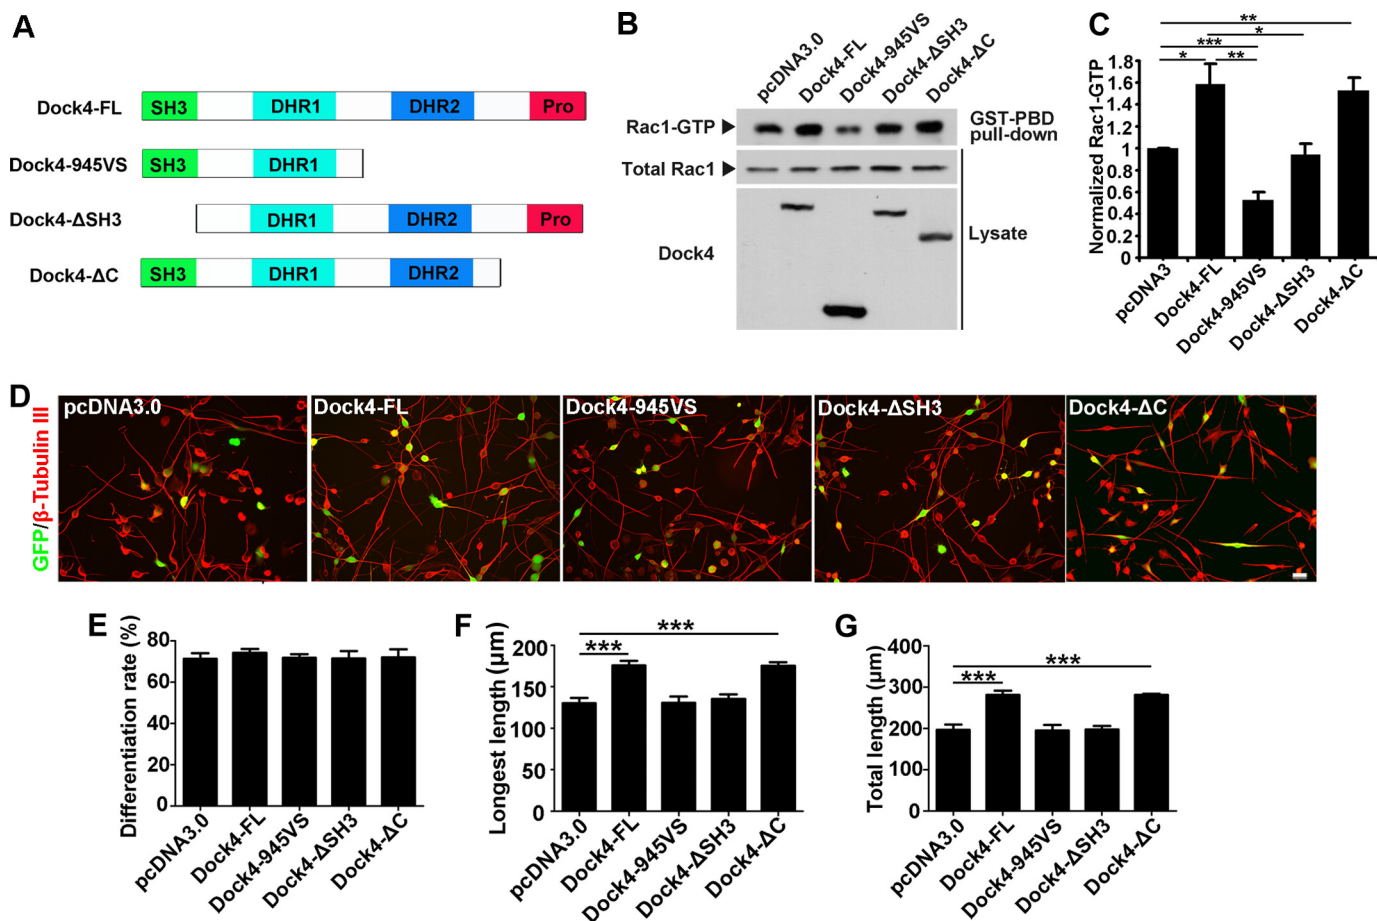 A
Dock4-FL
SH3 DHR1 DHR2 Pro
Dock4-945VS
SH3 DHR1
Dock4-ΔSH3
DHR1 DHR2 Pro
Dock4-ΔC
SH3 DHR1 DHR2
B
pcDNA3.0
Dock4-FL
Dock4-945VS
Dock4-ΔSH3
Dock4-ΔC
Rac1-GTP
GST-PBD
pull-down
Total Rac1
Dock4
Lysate
C
**
*
***
* **
Normalized Rac1-GTP
1.8
1.6
1.4
1.2
1
0.8
0.6
0.4
0.2
0
pcDNA3
Dock4-FL
Dock4-945VS
Dock4-ΔSH3
Dock4-ΔC
D
GFP/β-Tubulin III
pcDNA3.0
Dock4-FL
Dock4-945VS
Dock4-ΔSH3
Dock4-ΔC
E
Differentiation rate (%)
80
60
40
20
0
pcDNA3.0
Dock4-FL
Dock4-945VS
Dock4-ΔSH3
Dock4-ΔC
F
***
***
Longest length (μm)
200
150
100
50
0
pcDNA3.0
Dock4-FL
Dock4-945VS
Dock4-ΔSH3
Dock4-ΔC
G
***
***
Total length (μm)
400
300
200
100
0
pcDNA3.0
Dock4-FL
Dock4-945VS
Dock4-ΔSH3
Dock4-ΔC